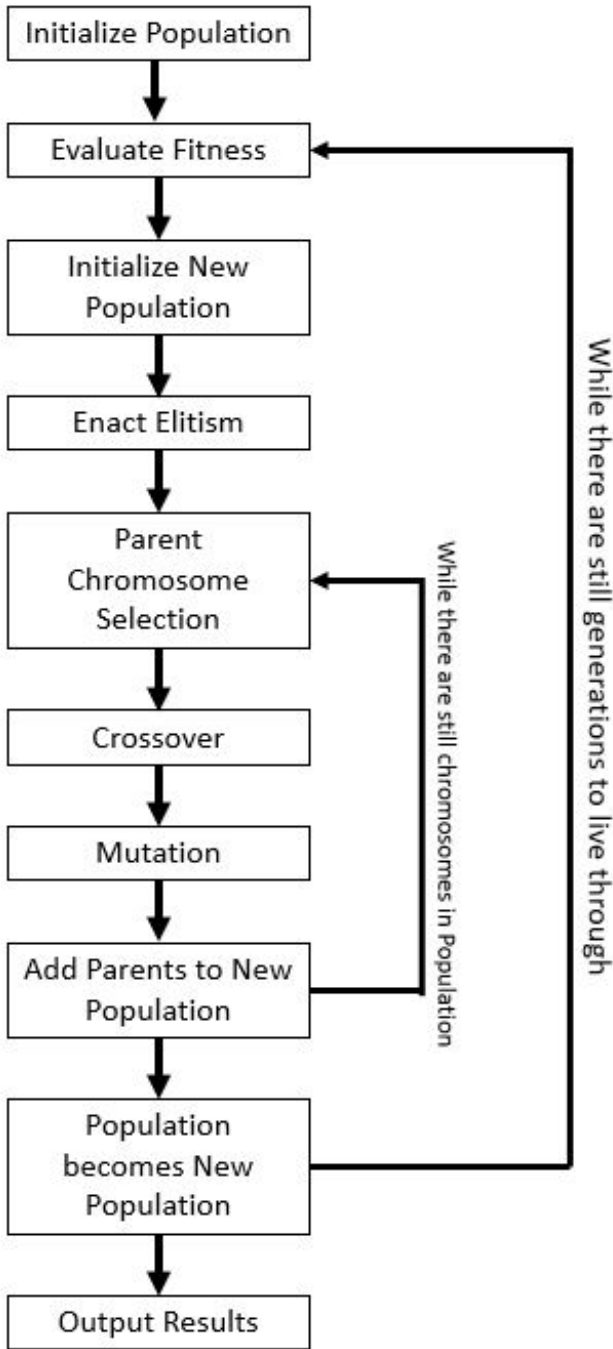 Initialize Population
Evaluate Fitness
Initialize New
Population
Enact Elitism
Parent
Chromosome
Selection
Crossover
Mutation
Add Parents to New
Population
Population
becomes New
Population
Output Results
While there are still chromosomes in Population
While there are still generations to live through